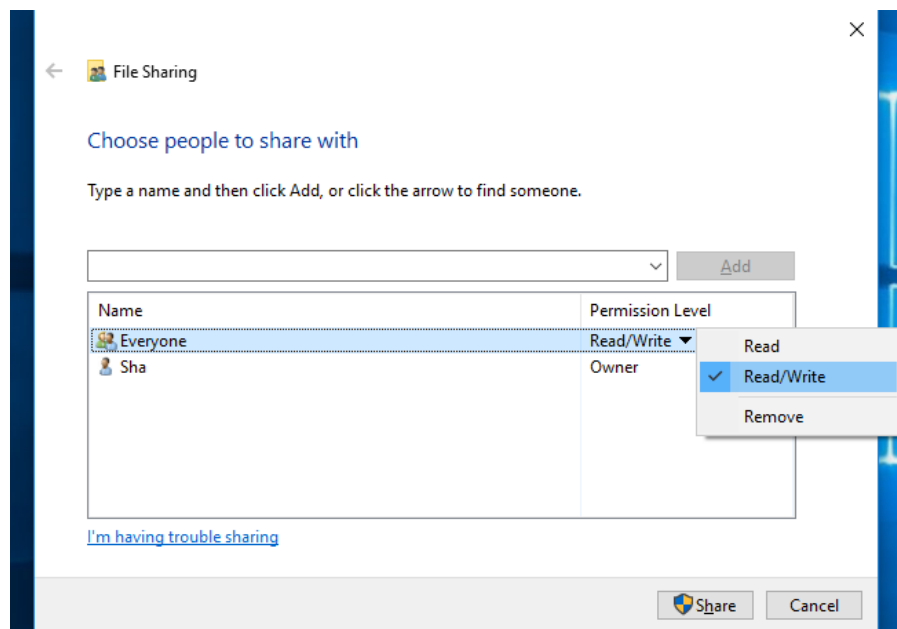 File Sharing
Choose people to share with
Type a name and then click Add, or click the arrow to find someone.
Add
Name Permission Level
Everyone Read/Write
Sha Owner
Read
Read/Write
Remove
I'm having trouble sharing
Share Cancel